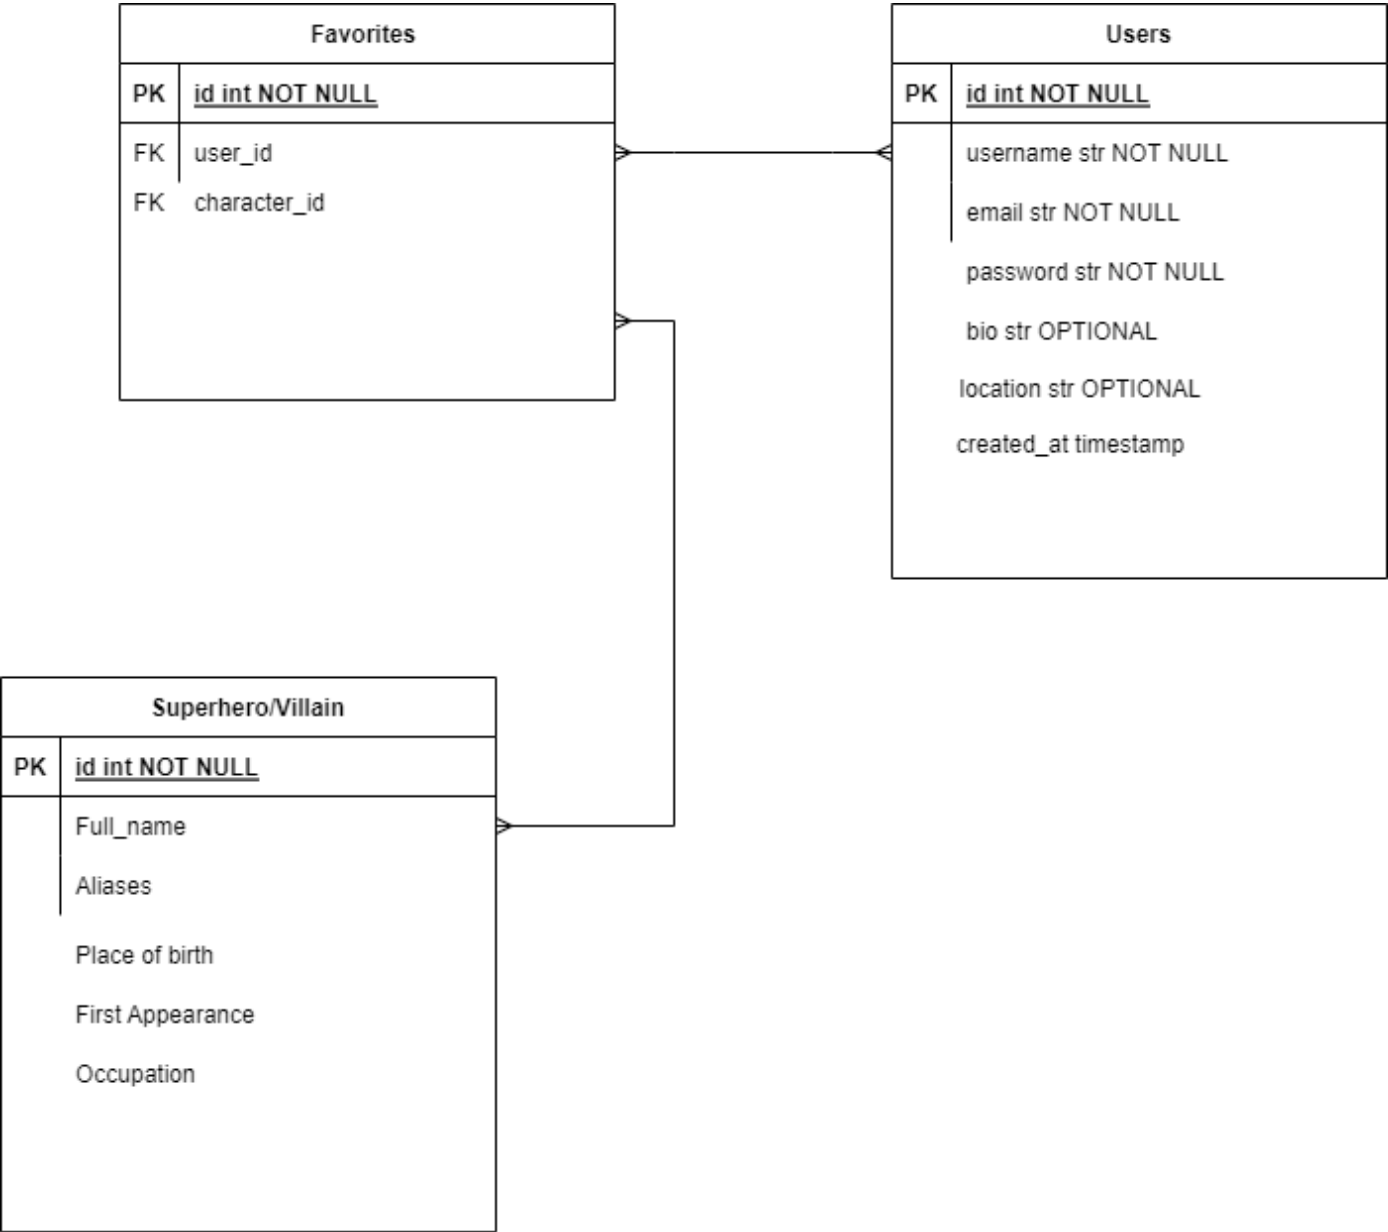 Favorites
PK id int NOT NULL
FK user_id
FK character_id
Users
PK id int NOT NULL
username str NOT NULL
email str NOT NULL
password str NOT NULL
bio str OPTIONAL
location str OPTIONAL
created_at timestamp
Superhero/Villain
PK id int NOT NULL
Full_name
Aliases
Place of birth
First Appearance
Occupation